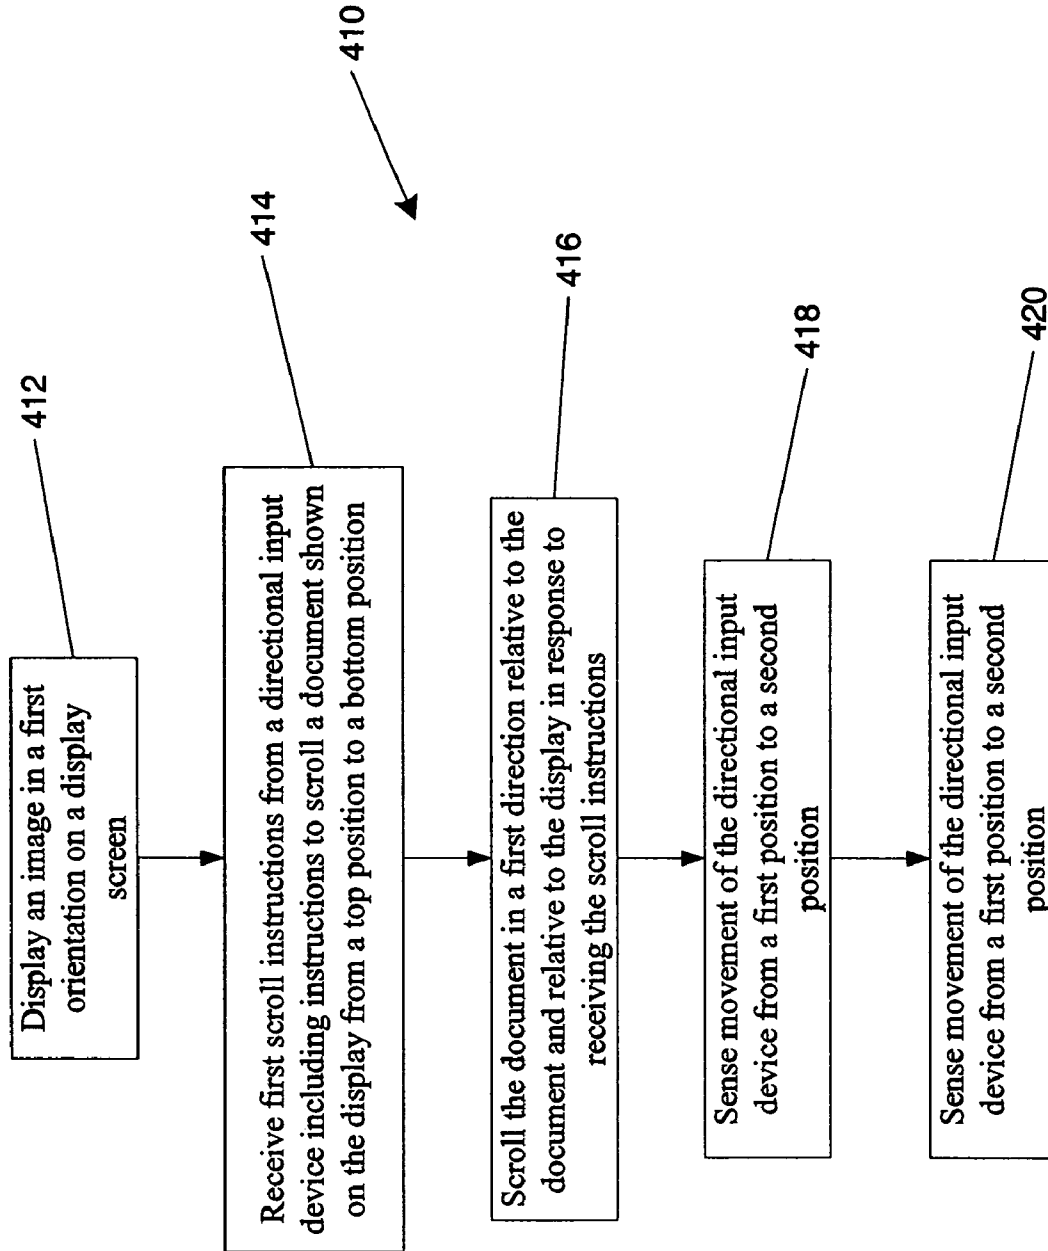 410
412
Display an image in a first
orientation on a display
screen
414
Receive first scroll instructions from a directional input
device including instructions to scroll a document shown
on the display from a top position to a bottom position
416
Scroll the document in a first direction relative to the
document and relative to the display in response to
receiving the scroll instructions
418
Sense movement of the directional input
device from a first position to a second
position
420
Sense movement of the directional input
device from a first position to a second
position